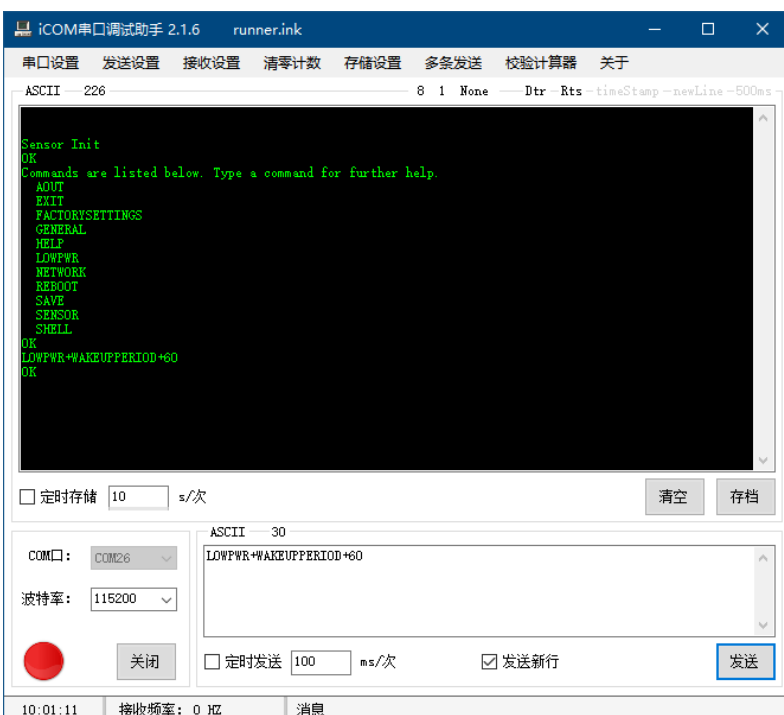 iCOM串口调试助手 2.1.6 runner.ink
串口设置 发送设置 接收设置 清零计数 存储设置 多条发送 校验计算器 关于
ASCII 226 8 1 None Dtr Rts timeStamp newLine 500ms
Sensor Init
OK
Commands are listed below. Type a command for further help.
AOUT
EXIT
FACTORYSETTINGS
GENERAL
HELP
LOWPWR
NETWORK
REBOOT
SAVE
SENSOR
SHELL
OK
LOWPWR+WAKEUPPERIOD+60
OK
定时存储 10 s/次 清空 存档
ASCII 30
COM口: COM26
LOWPWR+WAKEUPPERIOD+60
波特率: 115200
关闭 定时发送 100 ms/次 发送新行 发送
10:01:11 接收频率: 0 HZ 消息